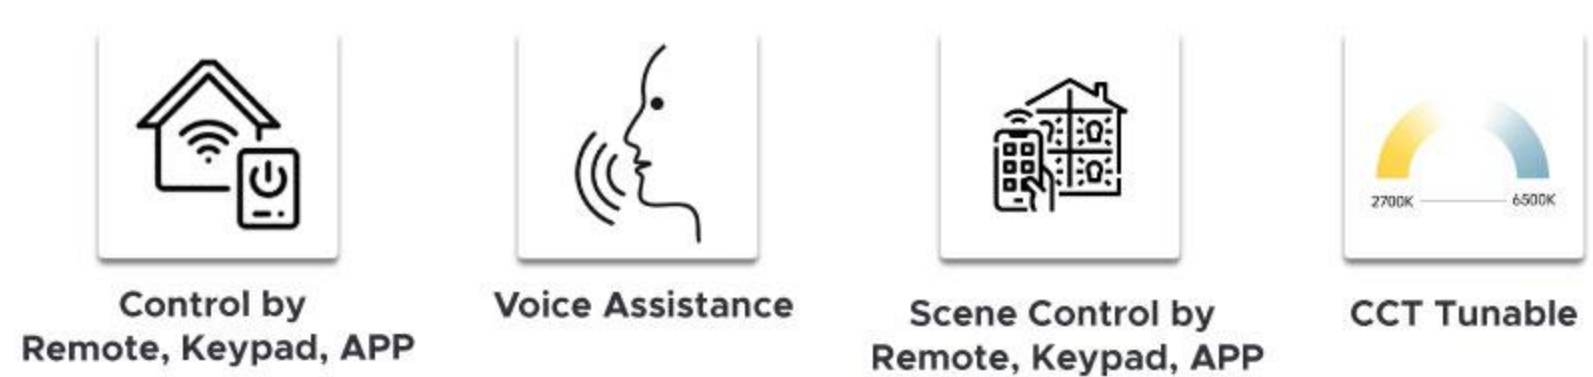 2700K
6500K
Control by
Remote, Keypad, APP
Voice Assistance
Scene Control by
Remote, Keypad, APP
CCT Tunable